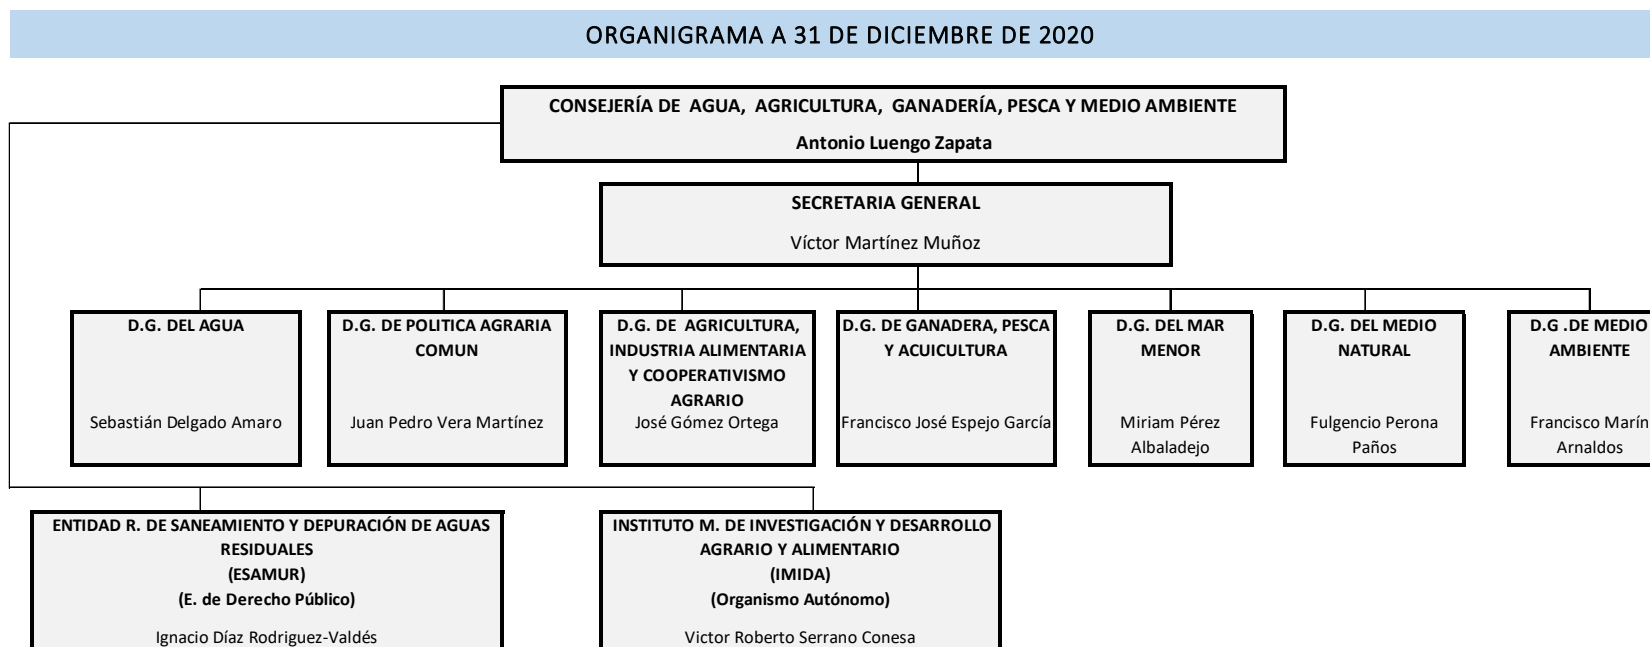 ORGANIGRAMA A 31 DE DICIEMBRE DE 2020
CONSEJERÍA DE AGUA, AGRICULTURA, GANADERÍA, PESCA Y MEDIO AMBIENTE
Antonio Luengo Zapata
SECRETARIA GENERAL
Víctor Martínez Muñoz
D.G. DEL AGUA
Sebastián Delgado Amaro
D.G. DE POLITICA AGRARIA
COMUN
Juan Pedro Vera Martínez
D.G. DE AGRICULTURA,
INDUSTRIA ALIMENTARIA
Y COOPERATIVISMO
AGRARIO
José Gómez Ortega
D.G. DE GANADERA, PESCA
Y ACUICULTURA
Francisco José Espejo García
D.G. DEL MAR
MENOR
Miriam Pérez
Albaladejo
D.G. DEL MEDIO
NATURAL
Fulgencio Perona
Paños
D.G .DE MEDIO
AMBIENTE
Francisco Marín
Arnaldos
ENTIDAD R. DE SANEAMIENTO Y DEPURACIÓN DE AGUAS
RESIDUALES
(ESAMUR)
(E. de Derecho Público)
Ignacio Díaz Rodriguez-Valdés
INSTITUTO M. DE INVESTIGACIÓN Y DESARROLLO
AGRARIO Y ALIMENTARIO
(IMIDA)
(Organismo Autónomo)
Victor Roberto Serrano Conesa